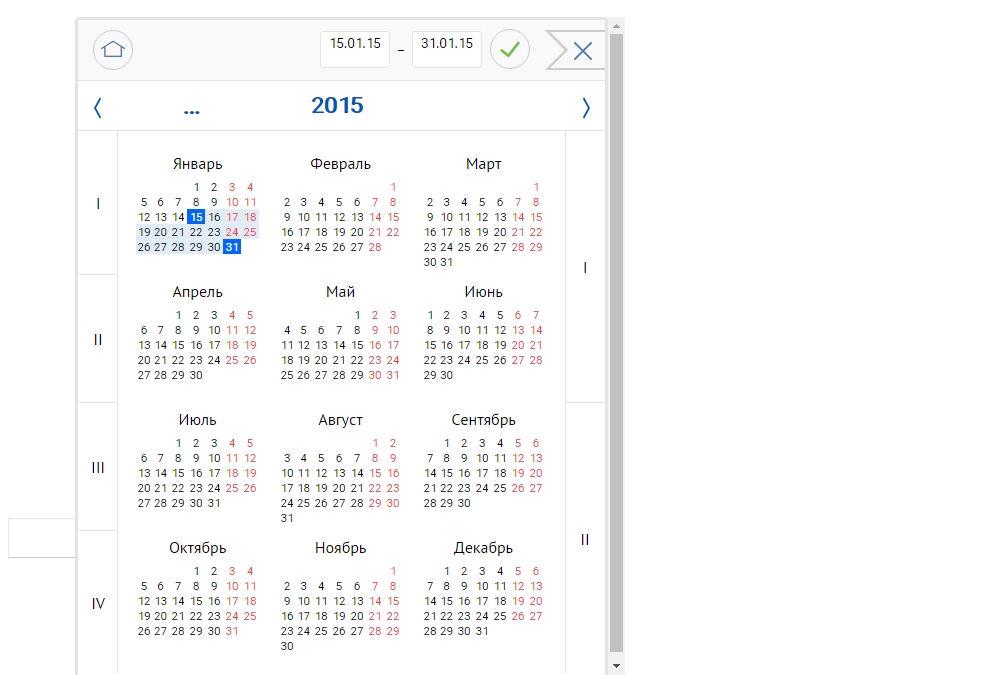 15.01.15 – 31.01.15
... 2015
I
Январь Февраль Март
1 2 3 4 1 1
5 6 7 8 9 10 11 2 3 4 5 6 7 8 2 3 4 5 6 7 8
12 13 14 15 16 17 18 9 10 11 12 13 14 15 9 10 11 12 13 14 15
19 20 21 22 23 24 25 16 17 18 19 20 21 22 16 17 18 19 20 21 22
26 27 28 29 30 31 23 24 25 26 27 28 23 24 25 26 27 28 29
30 31
I
II
Апрель Май Июнь
1 2 3 4 5 1 2 3 1 2 3 4 5 6 7
6 7 8 9 10 11 12 4 5 6 7 8 9 10 8 9 10 11 12 13 14
13 14 15 16 17 18 19 11 12 13 14 15 16 17 15 16 17 18 19 20 21
20 21 22 23 24 25 26 18 19 20 21 22 23 24 22 23 24 25 26 27 28
27 28 29 30 25 26 27 28 29 30 31 29 30
III
Июль Август Сентябрь
1 2 3 4 5 1 2 1 2 3 4 5 6
6 7 8 9 10 11 12 3 4 5 6 7 8 9 7 8 9 10 11 12 13
13 14 15 16 17 18 19 10 11 12 13 14 15 16 14 15 16 17 18 19 20
20 21 22 23 24 25 26 17 18 19 20 21 22 23 21 22 23 24 25 26 27
27 28 29 30 31 24 25 26 27 28 29 30 28 29 30
31
II
IV
Октябрь Ноябрь Декабрь
1 2 3 4 1 1 2 3 4 5 6
5 6 7 8 9 10 11 2 3 4 5 6 7 8 7 8 9 10 11 12 13
12 13 14 15 16 17 18 9 10 11 12 13 14 15 14 15 16 17 18 19 20
19 20 21 22 23 24 25 16 17 18 19 20 21 22 21 22 23 24 25 26 27
26 27 28 29 30 31 23 24 25 26 27 28 29 28 29 30 31
30